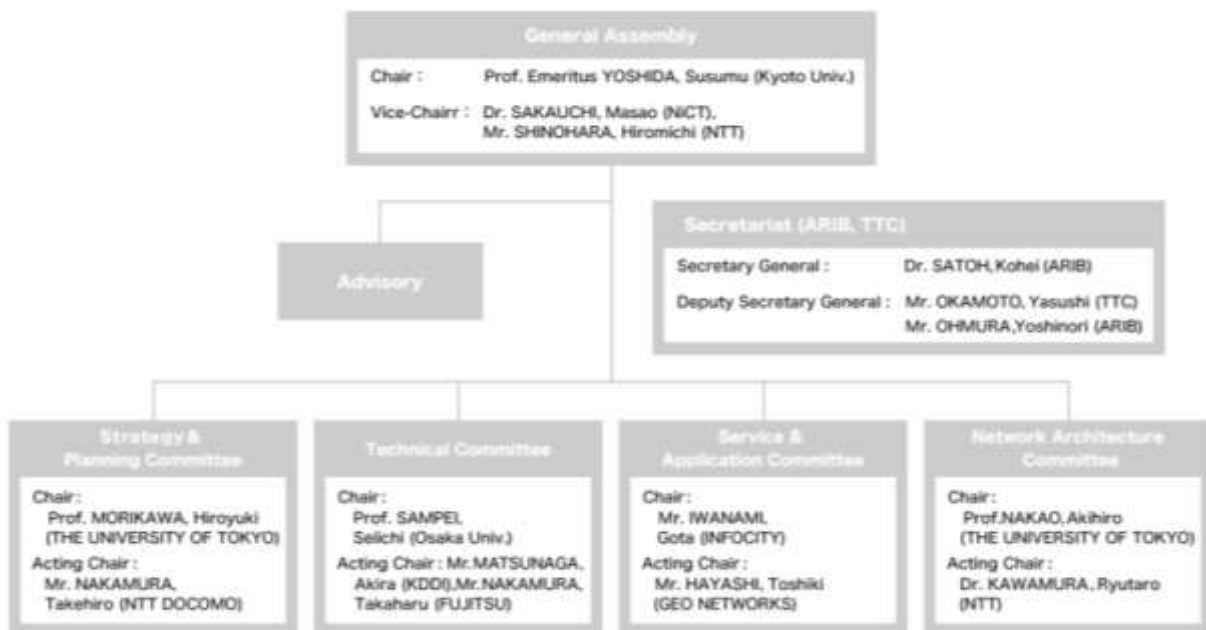 General Assembly
Chair : Prof. Emeritus YOSHIDA, Susumu (Kyoto Univ.)
Vice-Chairr : Dr. SAKAUCHI, Masao (NiCT),
Mr. SHINOHARA, Hiromichi (NTT)
Advisory
Secretariat (ARIB, TTC)
Secretary General : Dr. SATOH, Kohei (ARIB)
Deputy Secretary General : Mr. OKAMOTO, Yasushi (TTC)
Mr. OHMURA,Yoshinori (ARIB)
Strategy &
Planning Committee
Chair :
Prof. MORIKAWA, Hiroyuki
(THE UNIVERSITY OF TOKYO)
Acting Chair :
Mr. NAKAMURA,
Takehiro (NTT DOCOMO)
Technical Committee
Chair :
Prof. SAMPEI,
Seiichi (Osaka Univ.)
Acting Chair : Mr.MATSUNAGA,
Akira (KDDI),Mr.NAKAMURA,
Takaharu (FUJITSU)
Service &
Application Committee
Chair :
Mr. IWANAMI,
Gota (INFOCITY)
Acting Chair :
Mr. HAYASHI, Toshiki
(GEO NETWORKS)
Network Architecture
Committee
Chair :
Prof.NAKAO, Akihiro
(THE UNIVERSITY OF TOKYO)
Acting Chair :
Dr. KAWAMURA, Ryutaro
(NTT)